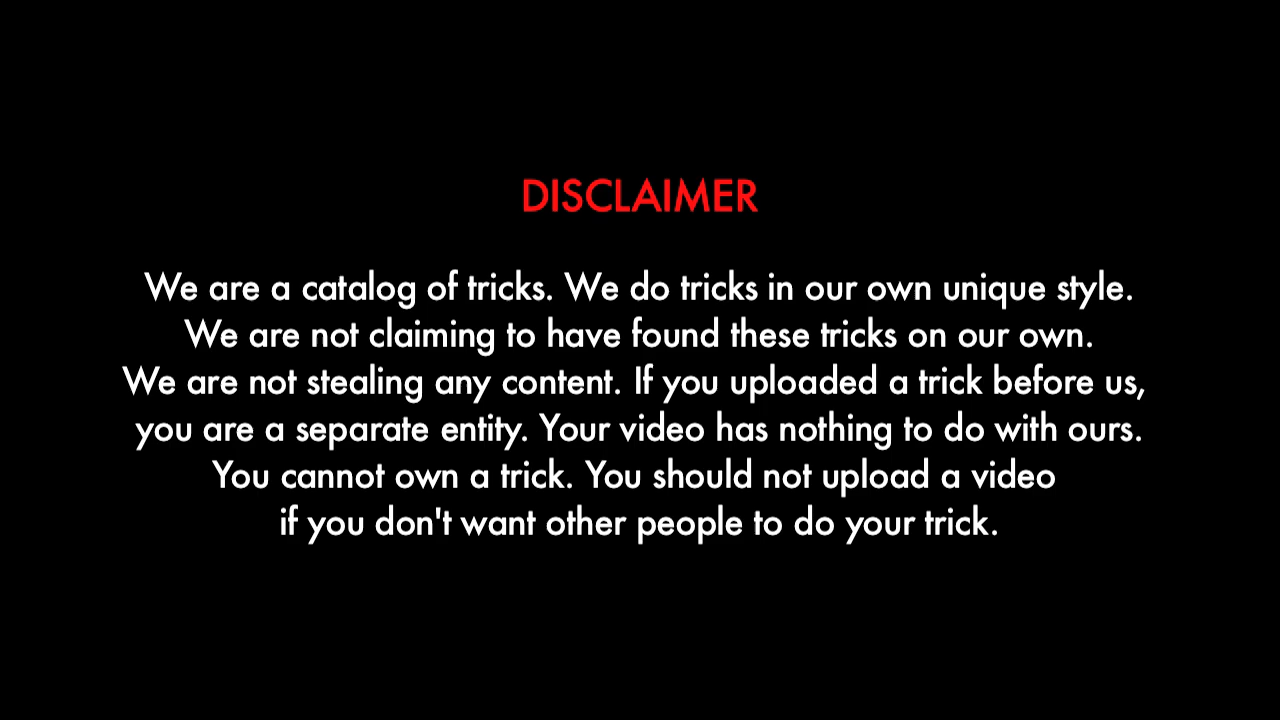 DISCLAIMER
We are a catalog of tricks. We do tricks in our own unique style.
We are not claiming to have found these tricks on our own.
We are not stealing any content. If you uploaded a trick before us,
you are a separate entity. Your video has nothing to do with ours.
You cannot own a trick. You should not upload a video
if you don't want other people to do your trick.